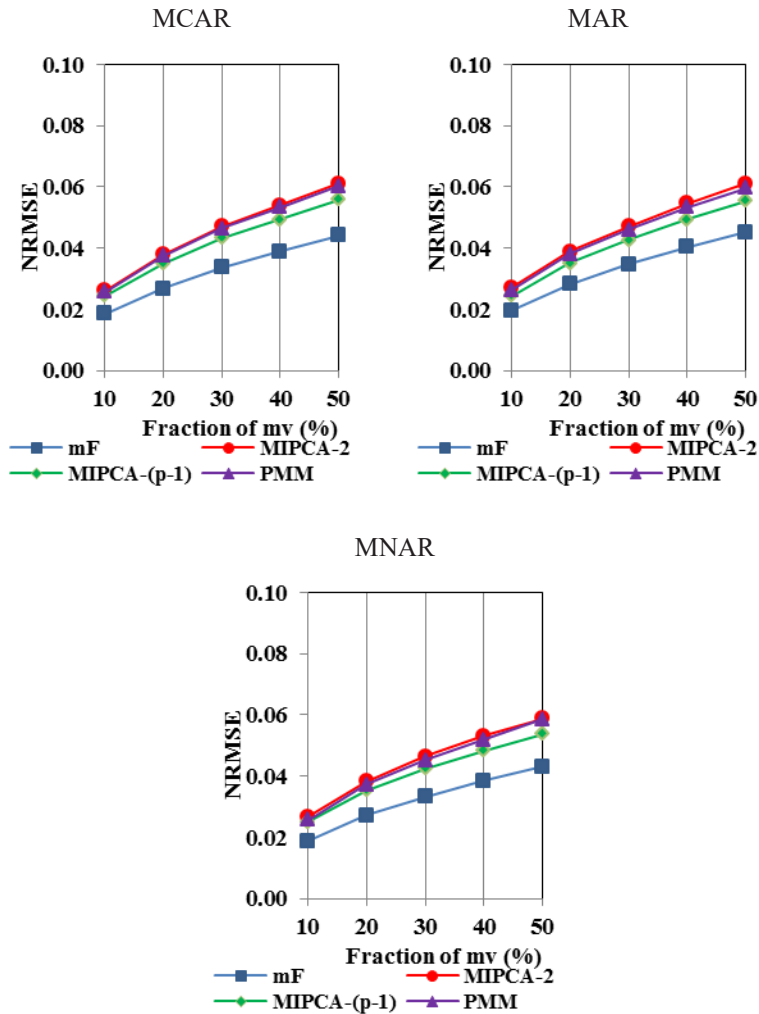 MCAR
0.10
0.08
0.06
0.04
0.02
0.00
NRMSE
10 20 30 40 50
Fraction of mv (%)
mF MIPCA-2
MIPCA-(p-1) PMM
MAR
0.10
0.08
0.06
0.04
0.02
0.00
NRMSE
10 20 30 40 50
Fraction of mv (%)
mF MIPCA-2
MIPCA-(p-1) PMM
MNAR
0.10
0.08
0.06
0.04
0.02
0.00
NRMSE
10 20 30 40 50
Fraction of mv (%)
mF MIPCA-2
MIPCA-(p-1) PMM